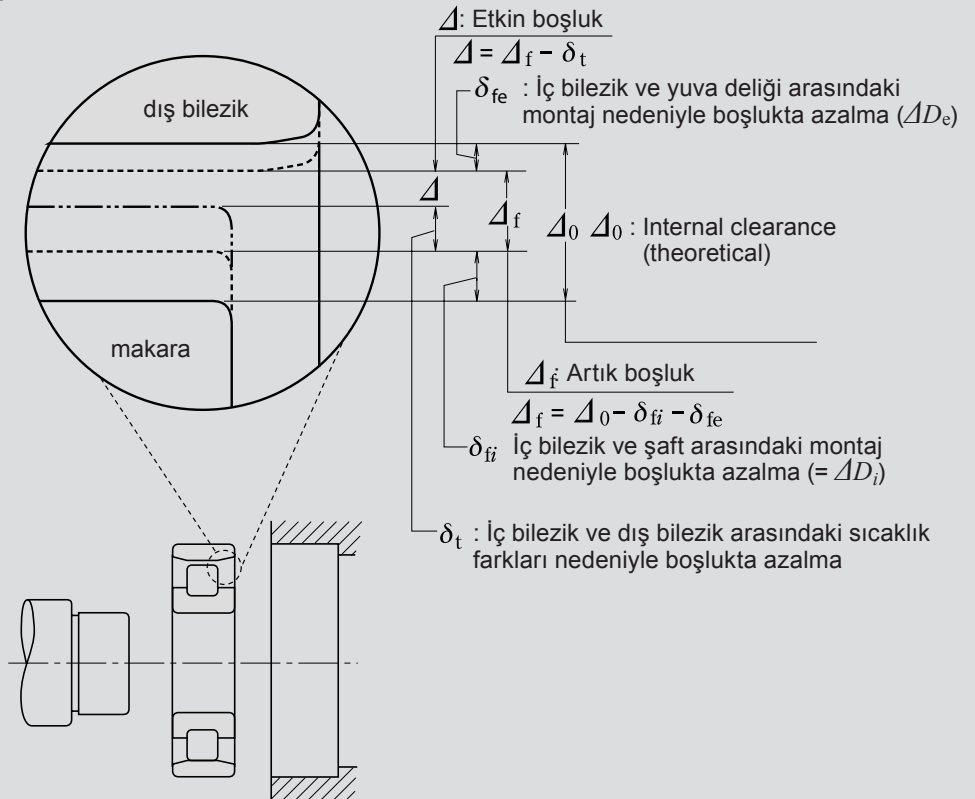 Δ: Etkin boşluk
Δ = Δf − δt
δfe : İç bilezik ve yuva deliği arasındaki
montaj nedeniyle boşlukta azalma (ΔDe)
dış bilezik
Δ
Δf
Δ0 Δ0 : Internal clearance
(theoretical)
makara
Δf: Artık boşluk
Δf = Δ0 − δfi − δfe
δfi İç bilezik ve şaft arasındaki montaj
nedeniyle boşlukta azalma (= ΔDi)
δt : İç bilezik ve dış bilezik arasındaki sıcaklık
farkları nedeniyle boşlukta azalma